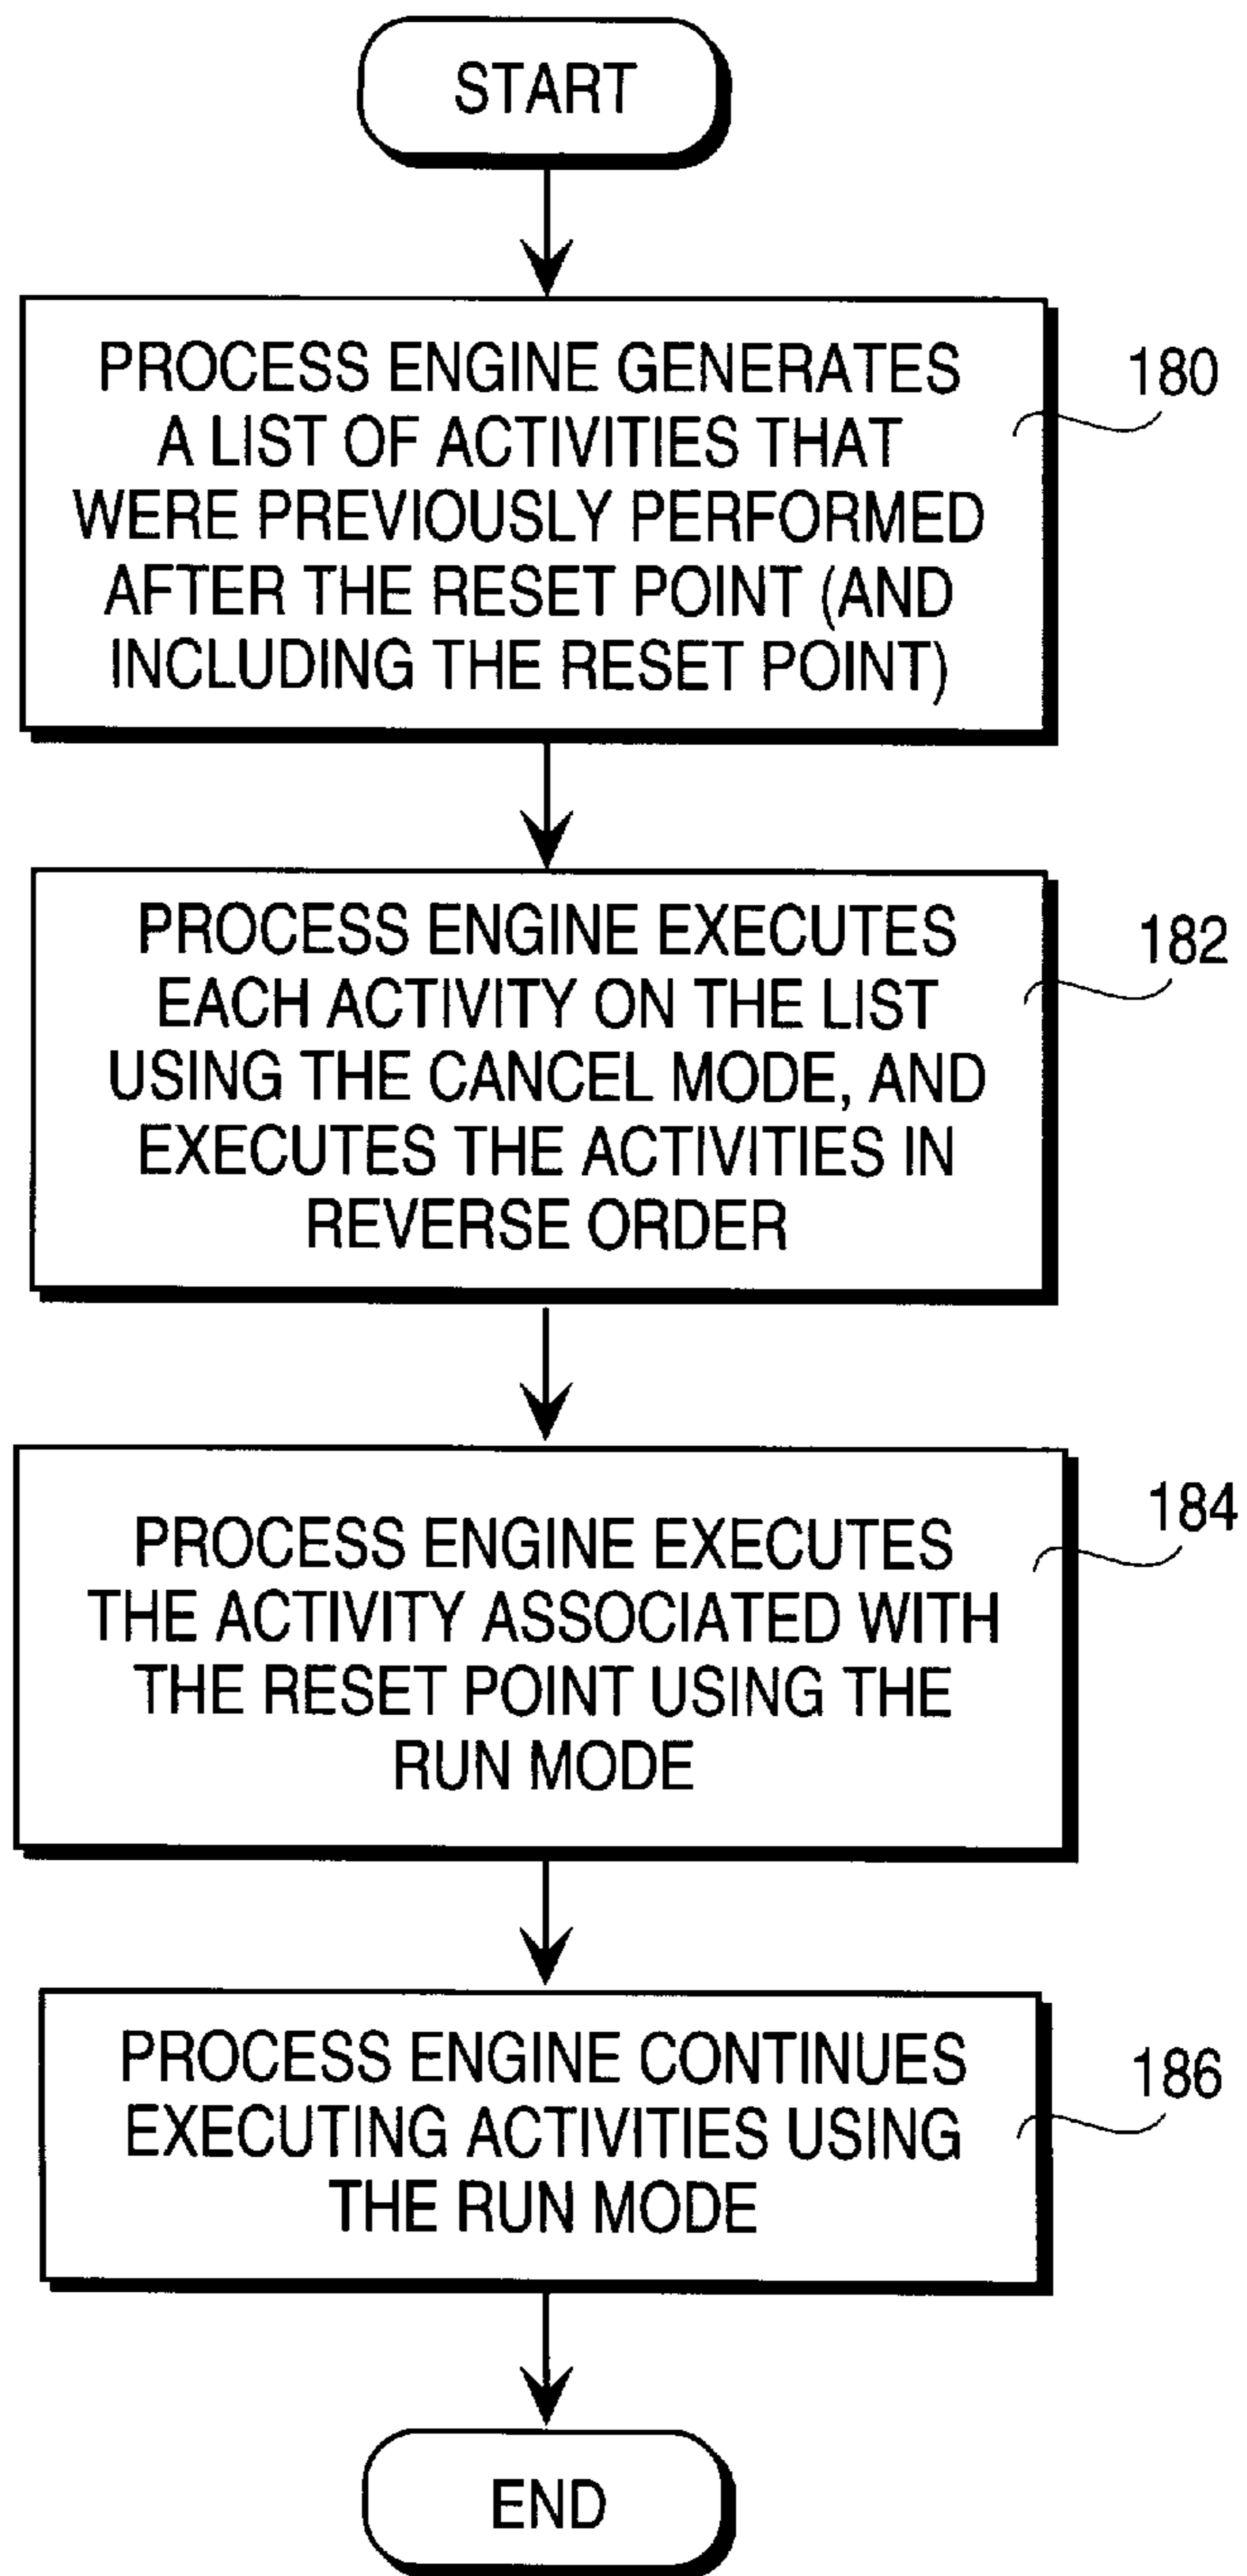 START
PROCESS ENGINE GENERATES
A LIST OF ACTIVITIES THAT
WERE PREVIOUSLY PERFORMED
AFTER THE RESET POINT (AND
INCLUDING THE RESET POINT)
180
PROCESS ENGINE EXECUTES
EACH ACTIVITY ON THE LIST
USING THE CANCEL MODE, AND
EXECUTES THE ACTIVITIES IN
REVERSE ORDER
182
PROCESS ENGINE EXECUTES
THE ACTIVITY ASSOCIATED WITH
THE RESET POINT USING THE
RUN MODE
184
PROCESS ENGINE CONTINUES
EXECUTING ACTIVITIES USING
THE RUN MODE
186
END